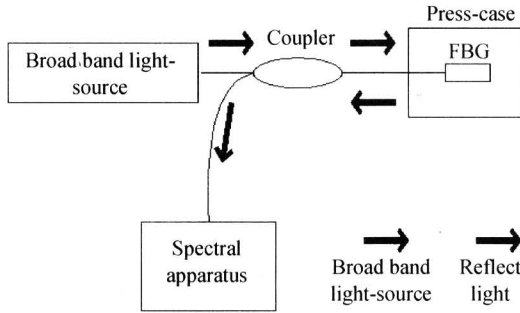 Press-case
Coupler
FBG
Broad band light-
source
Spectral
apparatus
Broad band
light-source
Reflect
light